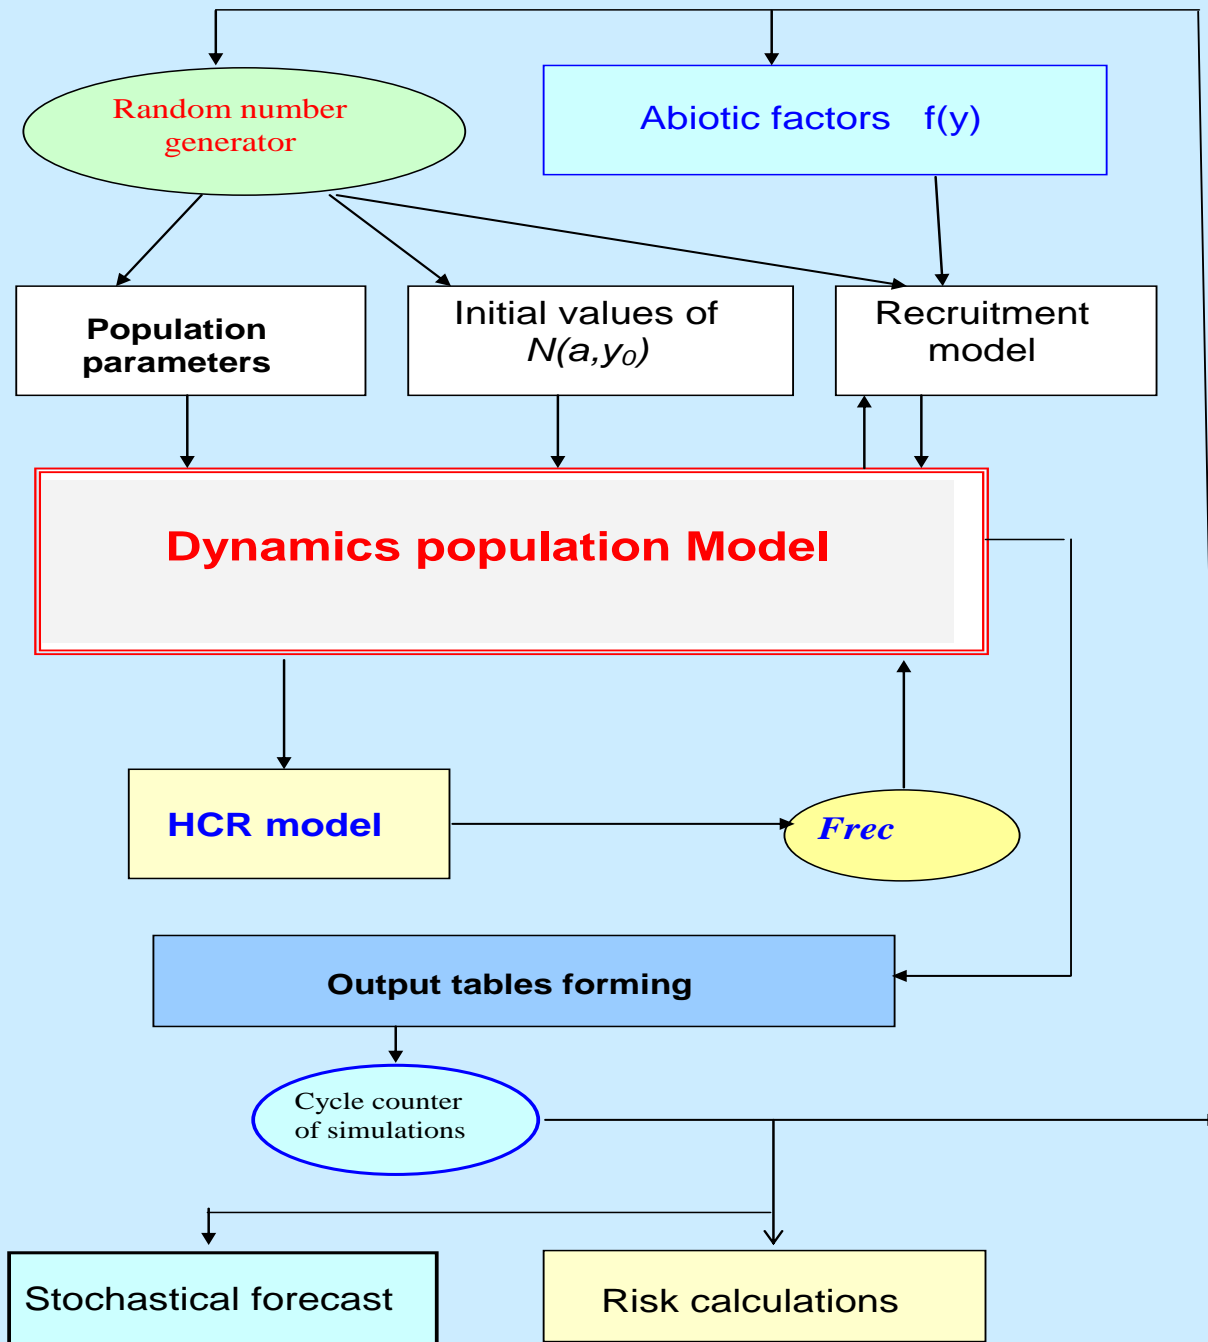 Random number
generator
Abiotic factors f(y)
Population
parameters
Initial values of
N(a,y₀)
Recruitment
model
Dynamics population Model
HCR model
Frec
Output tables forming
Cycle counter
of simulations
Stochastical forecast
Risk calculations